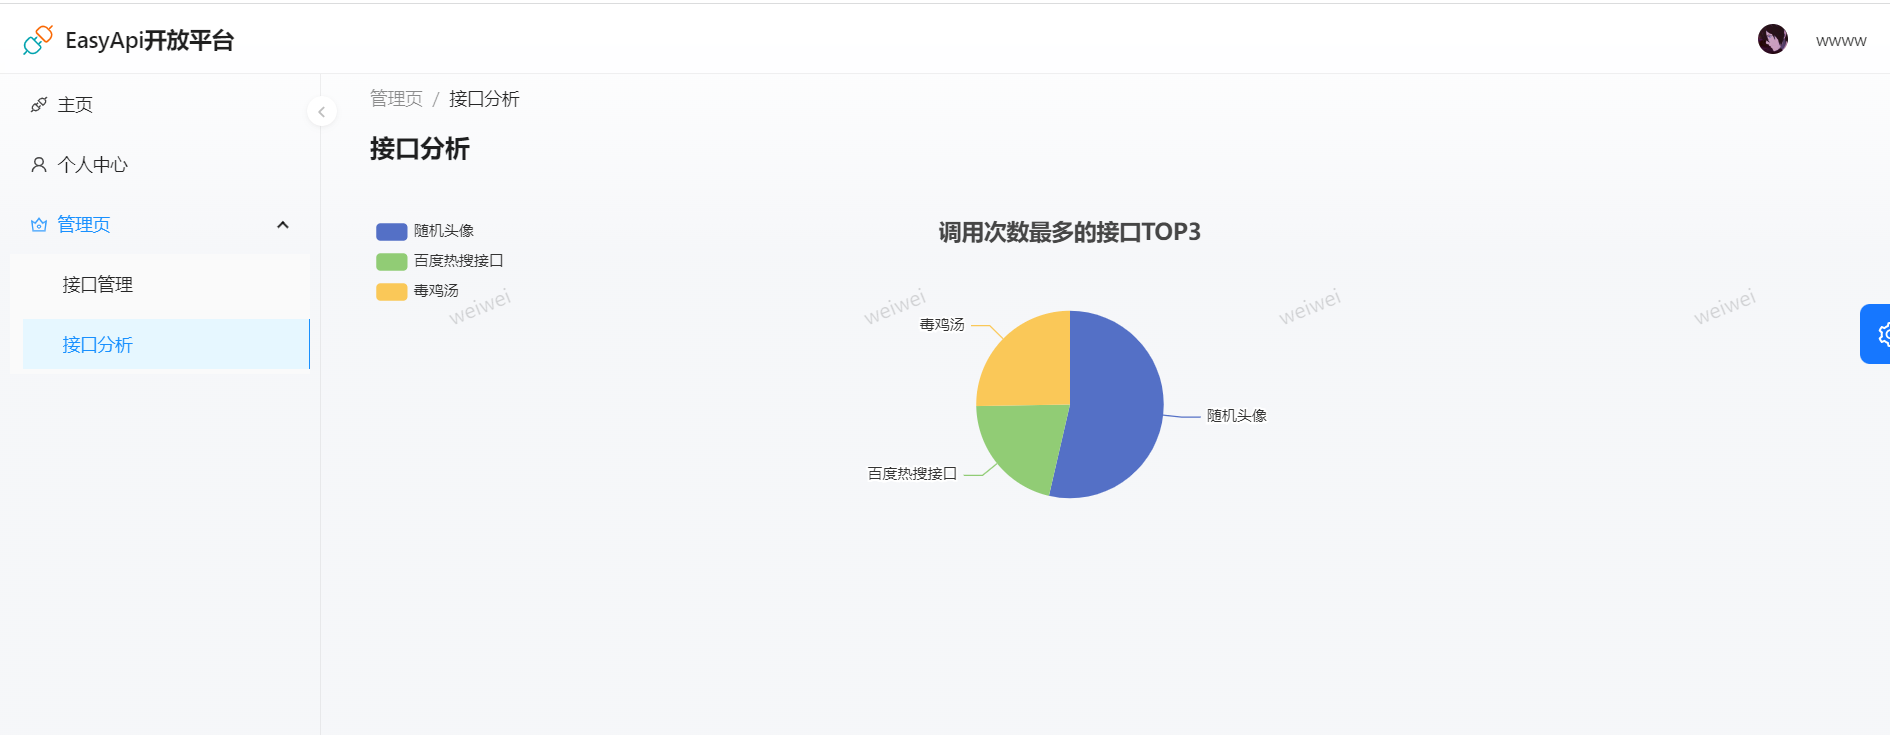 EasyApi开放平台
wwww
主页
个人中心
管理页
接口管理
接口分析
管理页 / 接口分析
接口分析
随机头像
百度热搜接口
毒鸡汤
调用次数最多的接口TOP3
weiwei
weiwei
weiwei
weiwei
毒鸡汤
随机头像
百度热搜接口